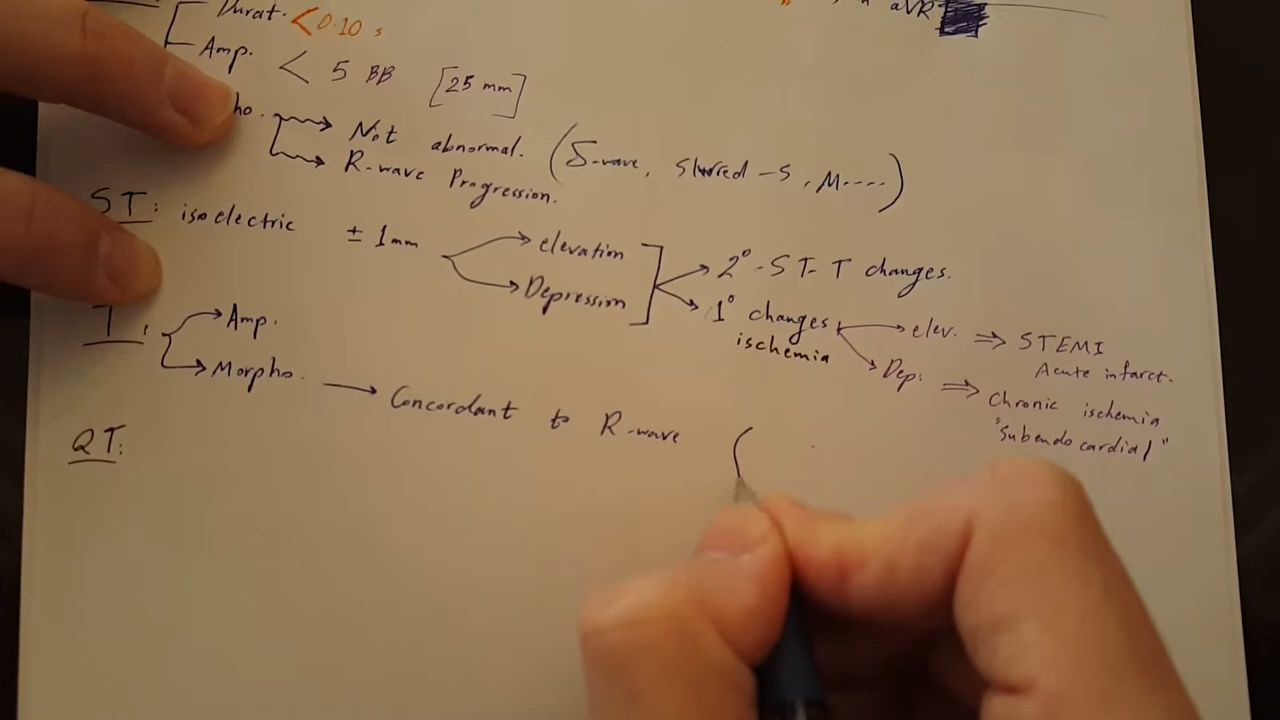 Durat. <0.10 s
aVR
Amp. < 5 BB [25 mm]
ho. Not abnormal. (δ-wave, slurred -S, M....)
R-wave Progression.
ST: isoelectric ± 1mm elevation
Depression
2° - ST- T changes.
1° changes
ischemia
elev. ⇒ STEMI
Acute infarct.
Dep. ⇒ Chronic ischemia
"Subendocardial"
T: Amp.
Morpho. → Concordant to R-wave (
QT: